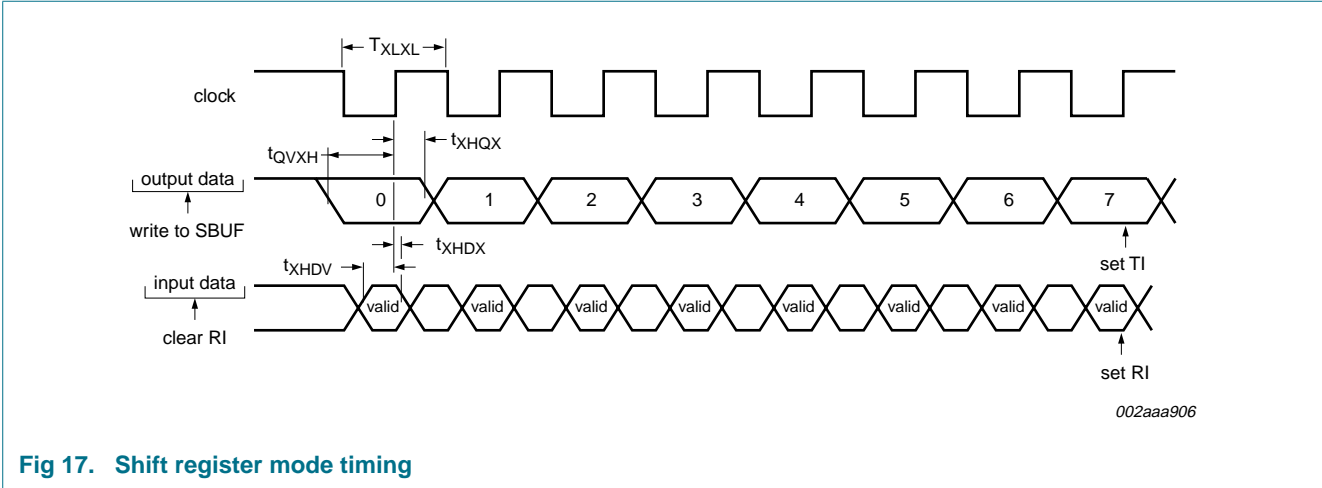 TXLXL
clock
tXHQX
tQVXH
output data
0 1 2 3 4 5 6 7
write to SBUF
tXHDX
set TI
tXHDV
input data
valid valid valid valid valid valid valid valid
clear RI
set RI
002aaa906
Fig 17. Shift register mode timing